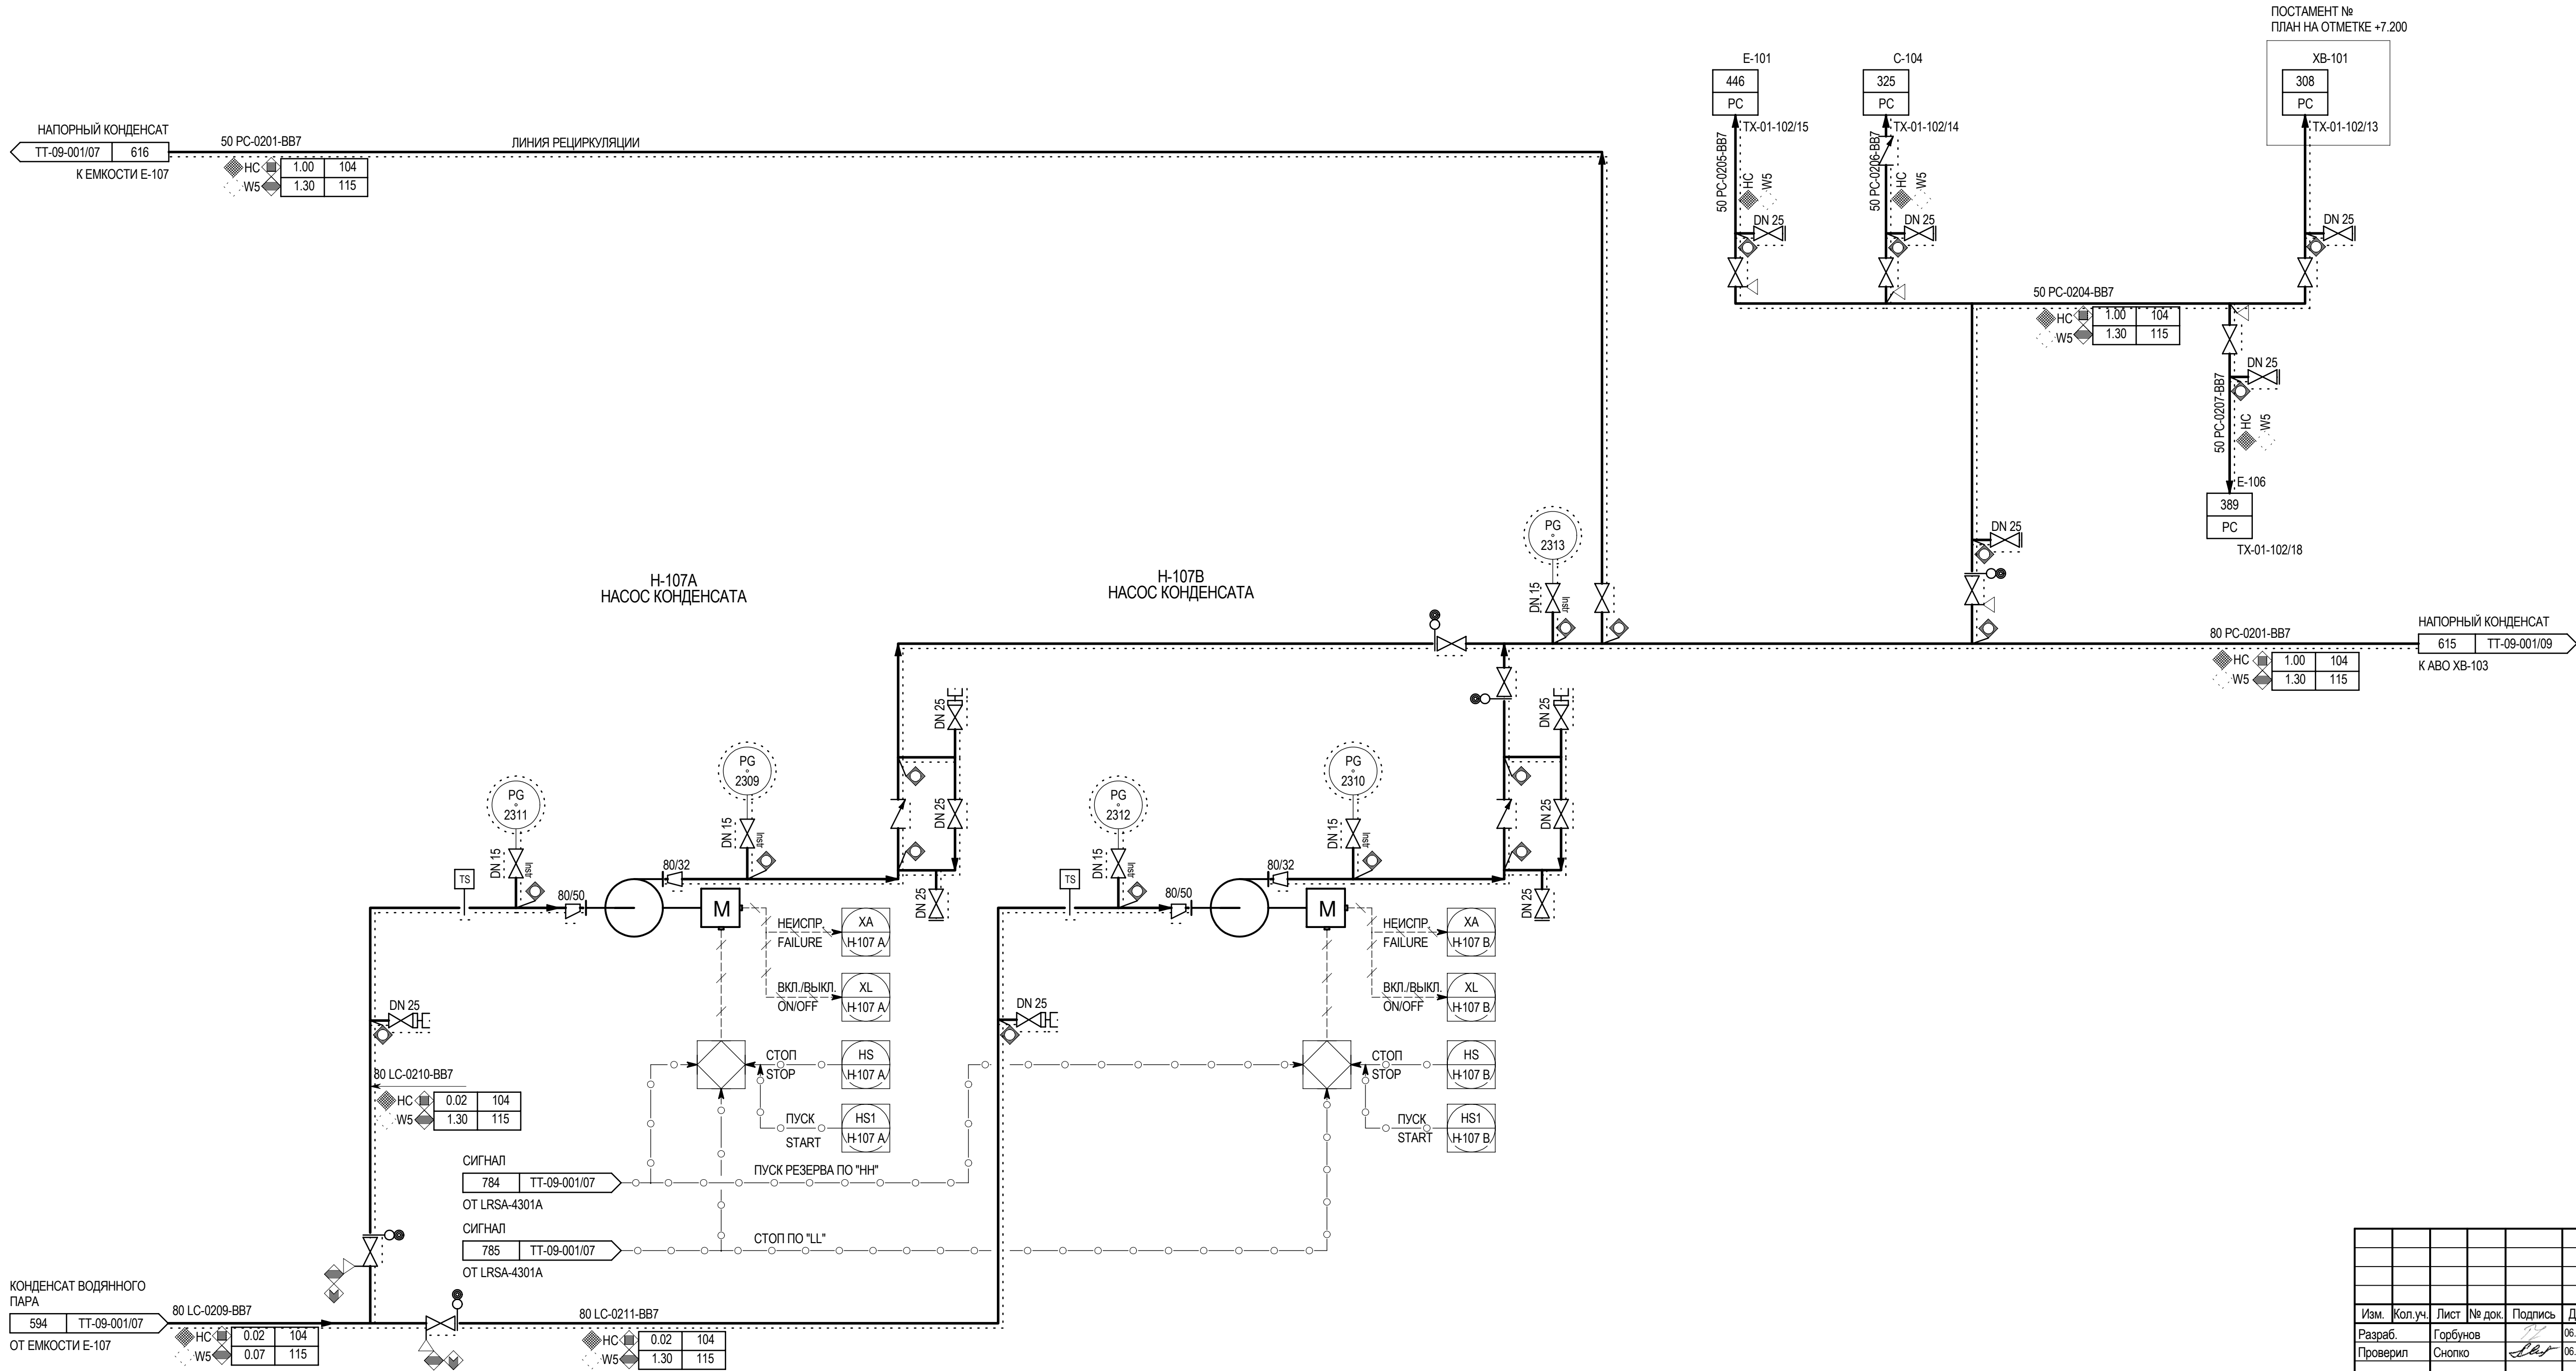 ПОСТАМЕНТ №
ПЛАН НА ОТМЕТКЕ +7.200
E-101
446
PC
TX-01-102/15
C-104
325
PC
TX-01-102/14
XB-101
308
PC
TX-01-102/13
НАПОРНЫЙ КОНДЕНСАТ
ТТ-09-001/07 616
К ЕМКОСТИ Е-107
50 PC-0201-BB7
ЛИНИЯ РЕЦИРКУЛЯЦИИ
HC 1.00 104
W5 1.30 115
50 PC-0205-BB7
HC
W5
DN 25
50 PC-0206-BB7
HC
W5
DN 25
DN 25
50 PC-0204-BB7
HC 1.00 104
W5 1.30 115
DN 25
50 PC-0207-BB7
HC
W5
E-106
389
PC
TX-01-102/18
DN 25
PG
2313
DN 15
Instr
Н-107А
НАСОС КОНДЕНСАТА
Н-107В
НАСОС КОНДЕНСАТА
80 PC-0201-BB7
HC 1.00 104
W5 1.30 115
НАПОРНЫЙ КОНДЕНСАТ
615 ТТ-09-001/09
К АВО ХВ-103
DN 25
DN 25
DN 25
DN 25
DN 25
DN 25
PG
2311
DN 15
Instr
PG
2309
DN 15
Instr
PG
2312
DN 15
Instr
PG
2310
DN 15
Instr
TS
80/50
80/32
M
TS
80/50
80/32
M
НЕИСПР.
FAILURE
XA
H-107 A
ВКЛ./ВЫКЛ.
ON/OFF
XL
H-107 A
СТОП
STOP
HS
H-107 A
ПУСК
START
HS1
H-107 A
НЕИСПР.
FAILURE
XA
H-107 B
ВКЛ./ВЫКЛ.
ON/OFF
XL
H-107 B
СТОП
STOP
HS
H-107 B
ПУСК
START
HS1
H-107 B
DN 25
DN 25
80 LC-0210-BB7
HC 0.02 104
W5 1.30 115
СИГНАЛ
784 ТТ-09-001/07
ОТ LRSA-4301A
ПУСК РЕЗЕРВА ПО "HH"
СИГНАЛ
785 ТТ-09-001/07
ОТ LRSA-4301A
СТОП ПО "LL"
КОНДЕНСАТ ВОДЯННОГО
ПАРА
594 ТТ-09-001/07
ОТ ЕМКОСТИ Е-107
80 LC-0209-BB7
HC 0.02 104
W5 0.07 115
80 LC-0211-BB7
HC 0.02 104
W5 1.30 115
Изм. Кол.уч. Лист № док. Подпись Д
Разраб. Горбунов 06.
Проверил Снопко 06.